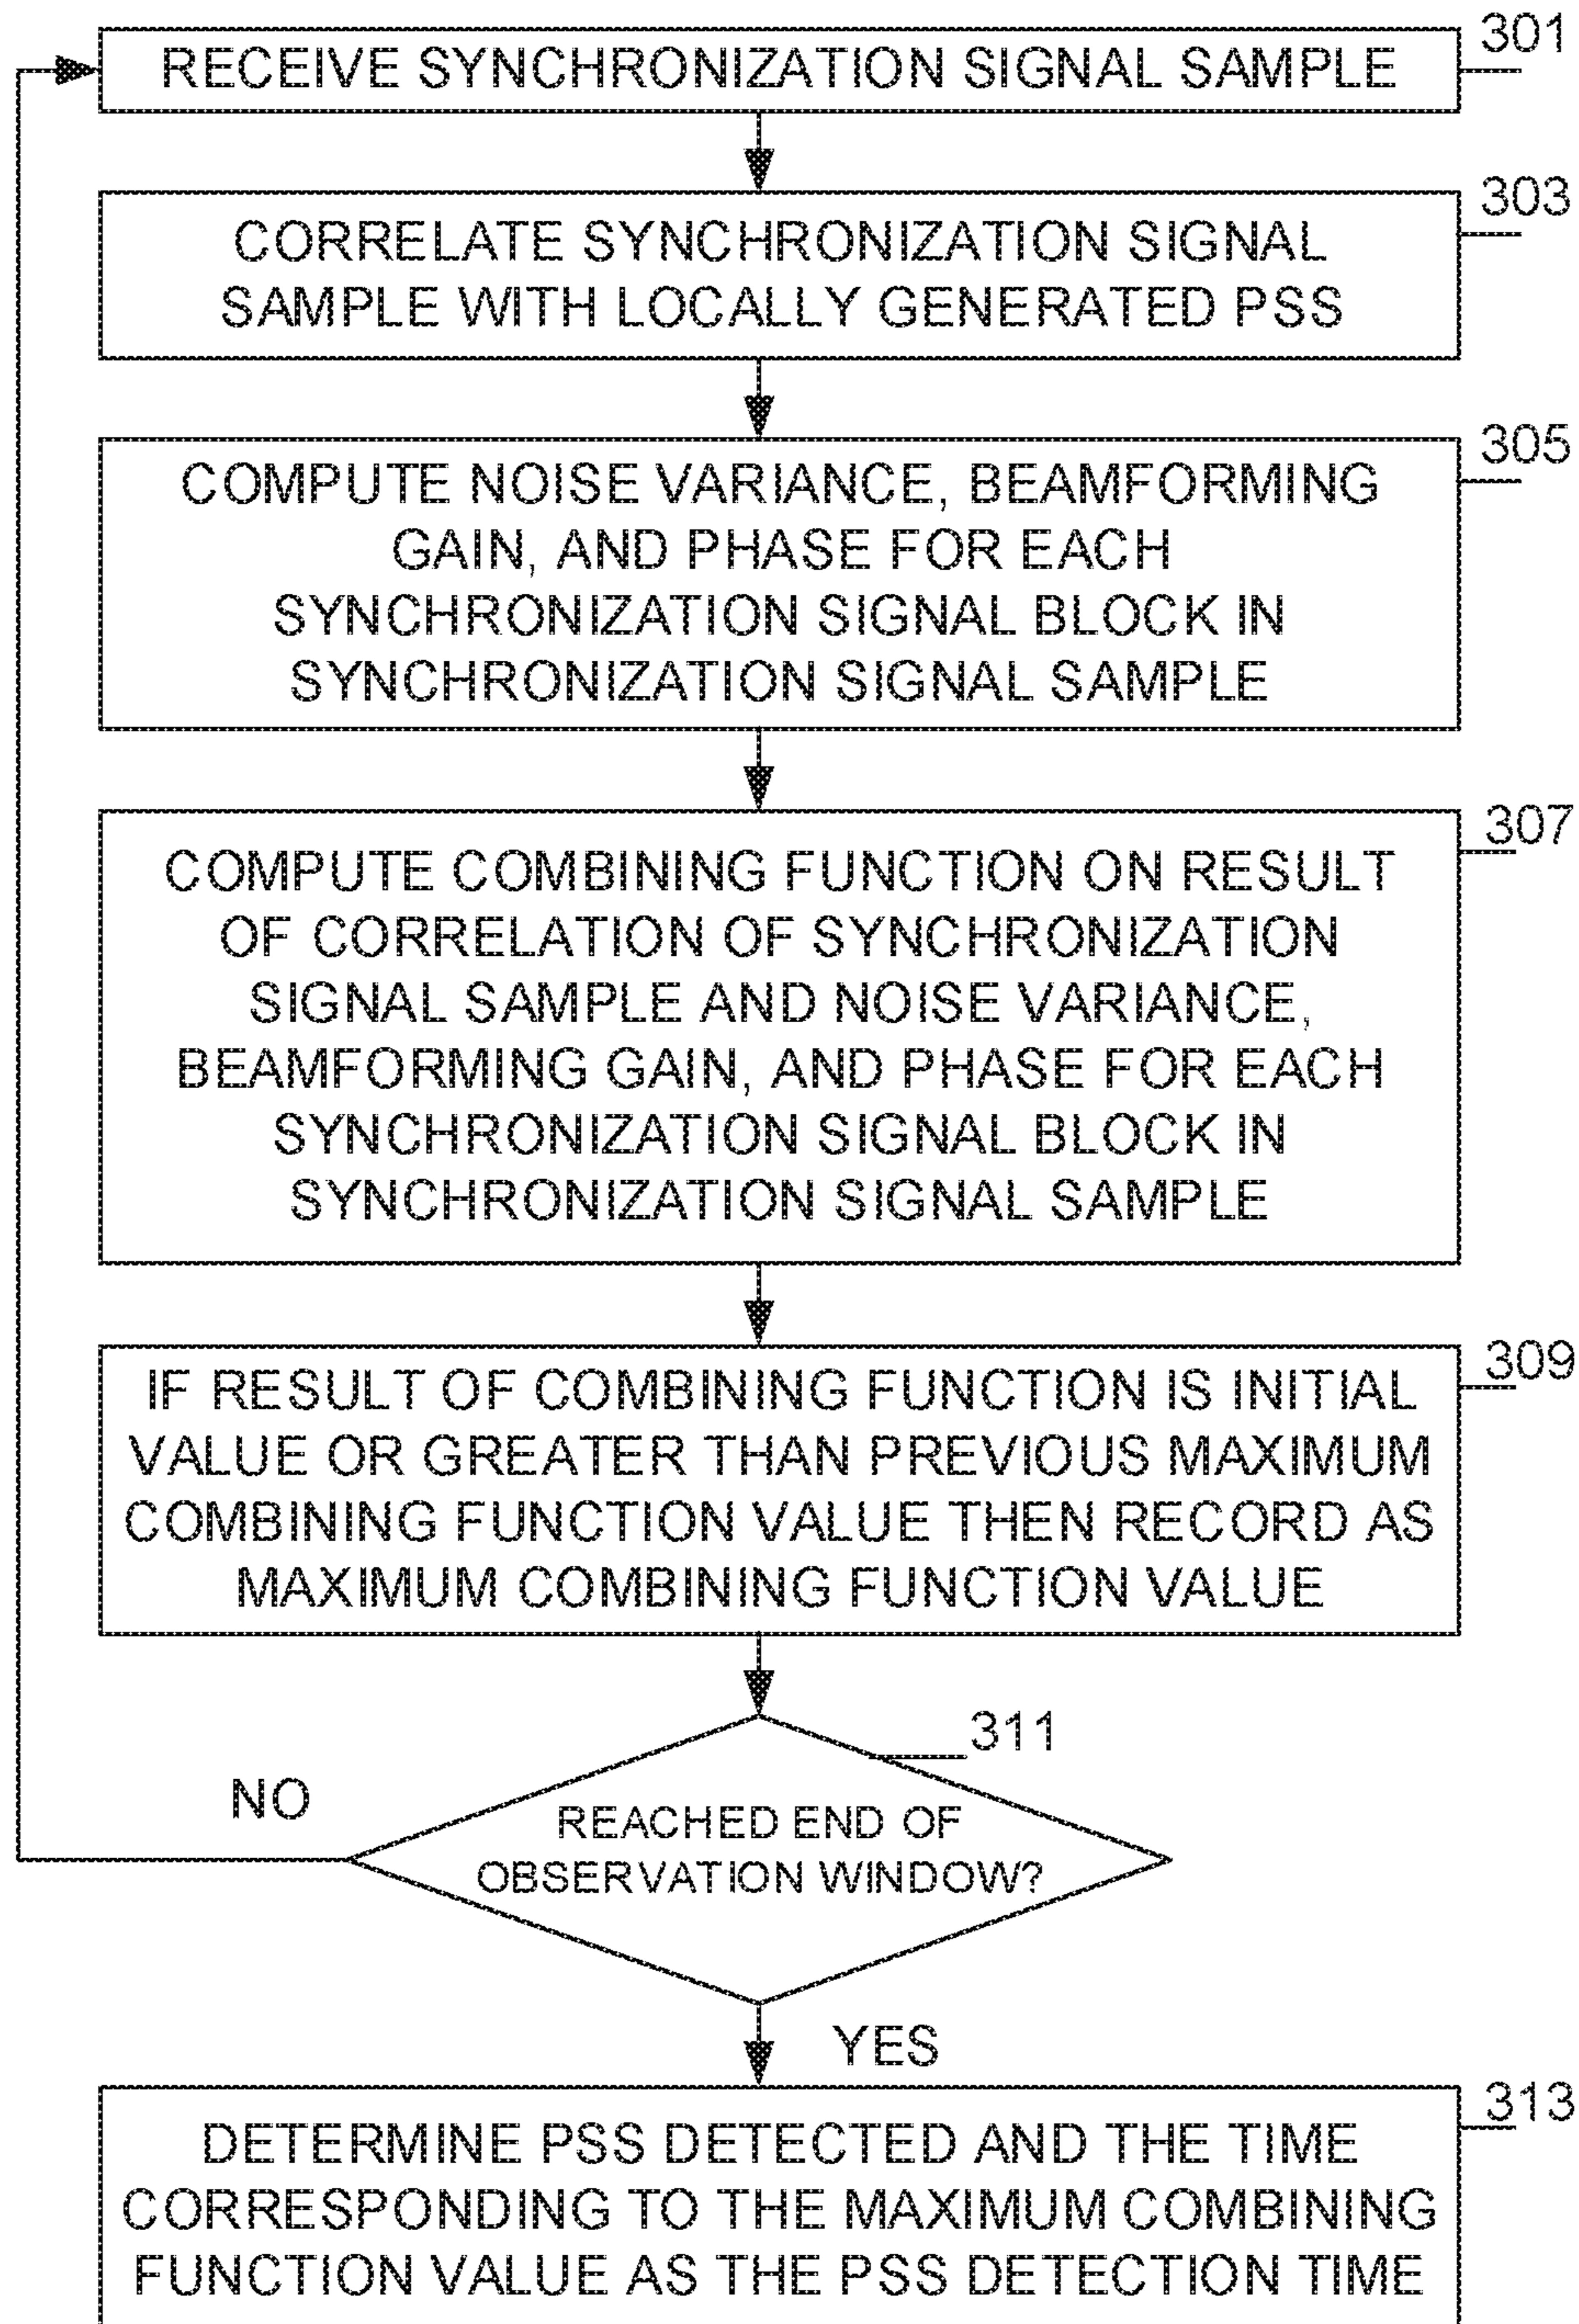 301
RECEIVE SYNCHRONIZATION SIGNAL SAMPLE
303
CORRELATE SYNCHRONIZATION SIGNAL
SAMPLE WITH LOCALLY GENERATED PSS
305
COMPUTE NOISE VARIANCE, BEAMFORMING
GAIN, AND PHASE FOR EACH
SYNCHRONIZATION SIGNAL BLOCK IN
SYNCHRONIZATION SIGNAL SAMPLE
307
COMPUTE COMBINING FUNCTION ON RESULT
OF CORRELATION OF SYNCHRONIZATION
SIGNAL SAMPLE AND NOISE VARIANCE,
BEAMFORMING GAIN, AND PHASE FOR EACH
SYNCHRONIZATION SIGNAL BLOCK IN
SYNCHRONIZATION SIGNAL SAMPLE
309
IF RESULT OF COMBINING FUNCTION IS INITIAL
VALUE OR GREATER THAN PREVIOUS MAXIMUM
COMBINING FUNCTION VALUE THEN RECORD AS
MAXIMUM COMBINING FUNCTION VALUE
311
NO
REACHED END OF
OBSERVATION WINDOW?
YES
313
DETERMINE PSS DETECTED AND THE TIME
CORRESPONDING TO THE MAXIMUM COMBINING
FUNCTION VALUE AS THE PSS DETECTION TIME